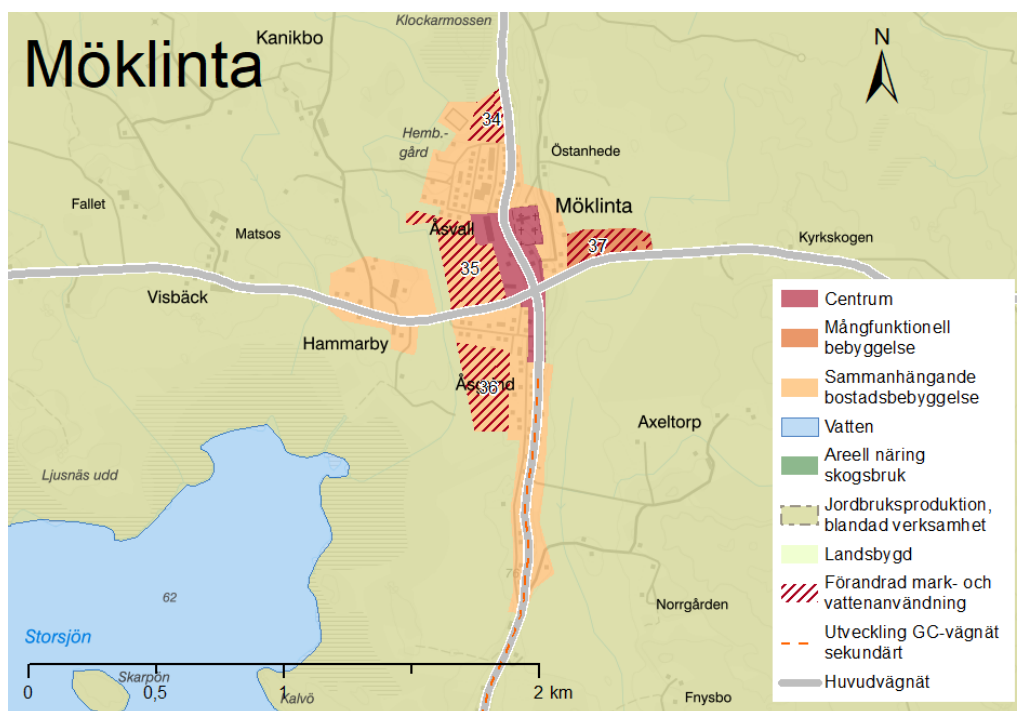 Möklinta
Klockarmossen
Kanikbo
N
34
Hemb.-
gård
Östanhede
Fallet
Möklinta
Åsvall
Matsos
37
Kyrkskogen
35
Visbäck
Hammarby
36
Axeltorp
Ljusnäs udd
76
62
Norrgården
Storsjön
Skarpön
Kalvö
Fnysbo
0
0,5
1
2 km
Centrum
Mångfunktionell
bebyggelse
Sammanhängande
bostadsbebyggelse
Vatten
Areell näring
skogsbruk
Jordbruksproduktion,
blandad verksamhet
Landsbygd
Förandrad mark- och
vattenanvändning
Utveckling GC-vägnät
sekundärt
Huvudvägnät